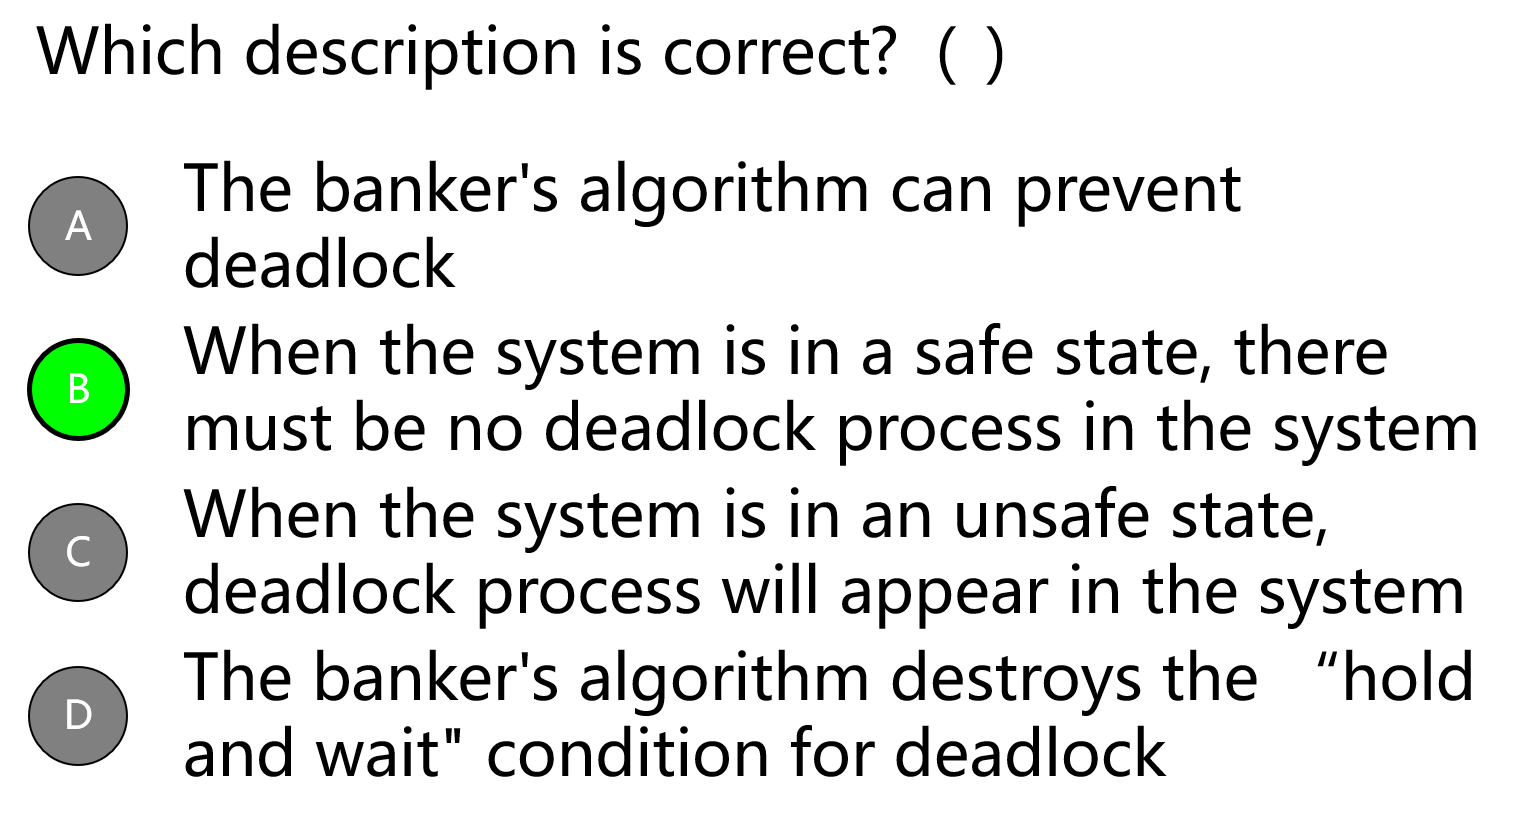 Which description is correct? ( )
A The banker's algorithm can prevent
deadlock
B When the system is in a safe state, there
must be no deadlock process in the system
C When the system is in an unsafe state,
deadlock process will appear in the system
D The banker's algorithm destroys the “hold
and wait" condition for deadlock